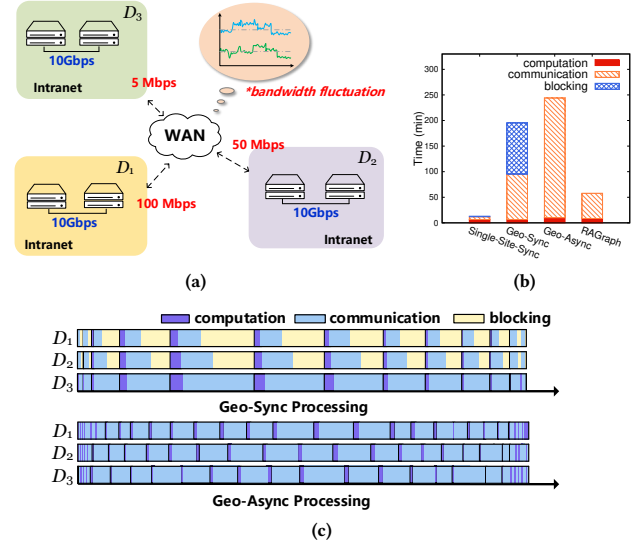 D3
10Gbps
Intranet
5 Mbps
*bandwidth fluctuation
WAN
50 Mbps
D1
10Gbps
100 Mbps
Intranet
D2
10Gbps
Intranet
(a)
computation
communication
blocking
Time (min)
300
250
200
150
100
50
0
Single-Site-Sync
Geo-Sync
Geo-Async
RAGraph
(b)
computation communication blocking
D1
D2
D3
Geo-Sync Processing
D1
D2
D3
Geo-Async Processing
(c)